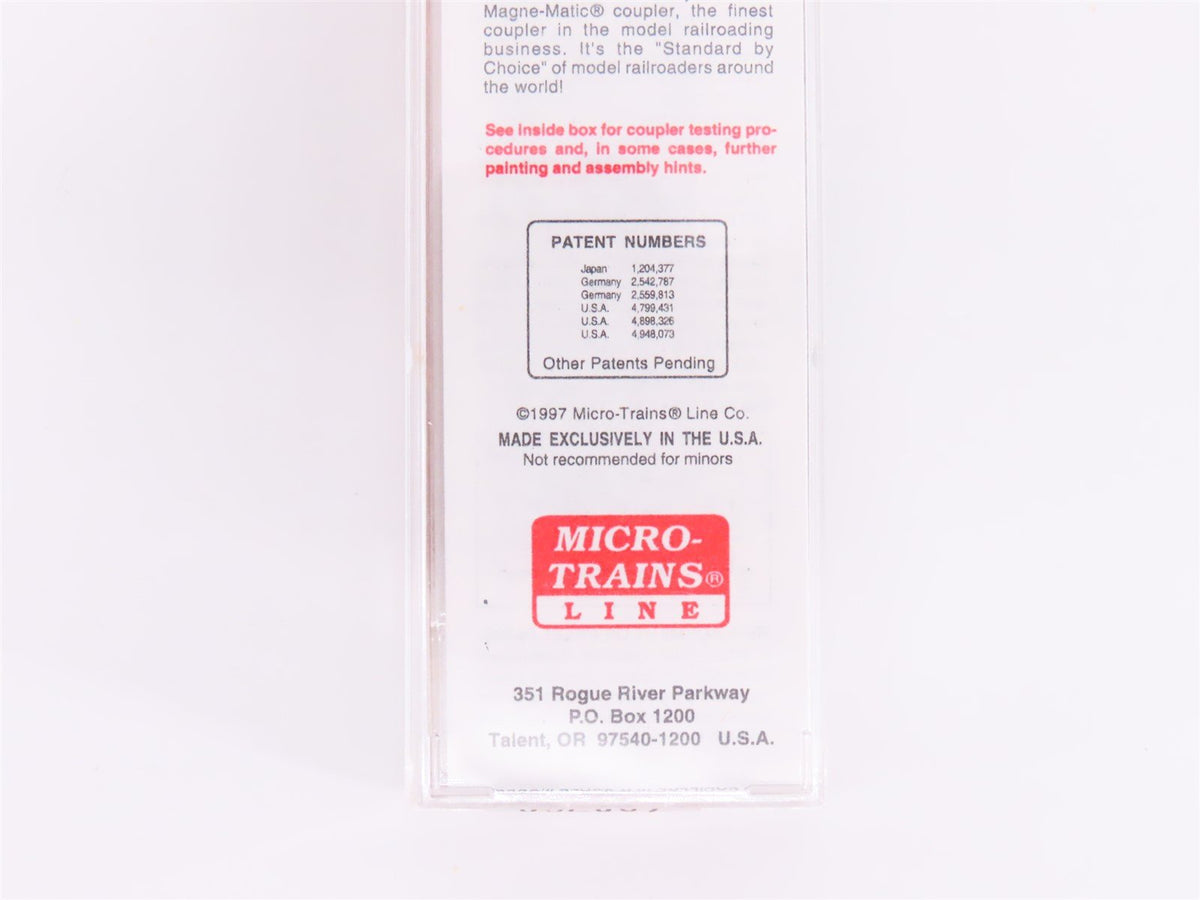 Magne-Matic® coupler, the finest
coupler in the model railroading
business. It's the "Standard by
Choice" of model railroaders around
the world!
See inside box for coupler testing pro-
cedures and, in some cases, further
painting and assembly hints.
PATENT NUMBERS
Japan 1,204,377
Germany 2,542,787
Germany 2,559,813
U.S.A. 4,799,431
U.S.A. 4,898,326
U.S.A. 4,948,073
Other Patents Pending
©1997 Micro-Trains® Line Co.
MADE EXCLUSIVELY IN THE U.S.A.
Not recommended for minors
MICRO-
TRAINS®
LINE
351 Rogue River Parkway
P.O. Box 1200
Talent, OR 97540-1200 U.S.A.